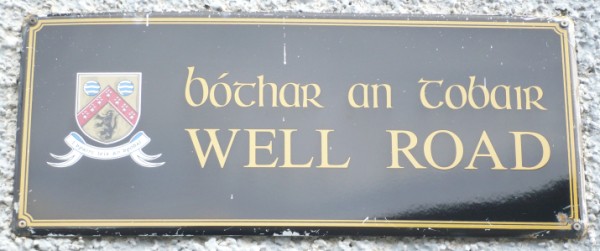 bóthar an tobair
WELL ROAD